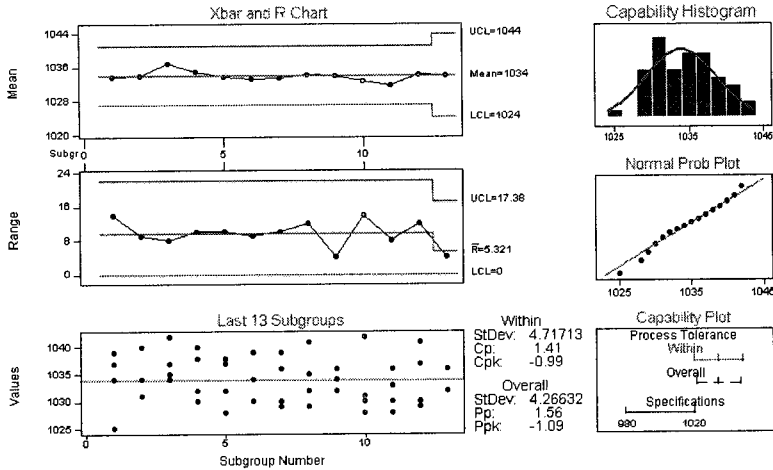 Xbar and R Chart
Mean
1044
1036
1028
1020
UCL=1044
Mean=1034
LCL=1024
Subgr 0 5 10
Range
24
16
8
0
UCL=17.38
R=5.321
LCL=0
Last 13 Subgroups
Values
1040
1035
1030
1025
0 5 10
Subgroup Number
Within
StDev: 4.71713
Cp: 1.41
Cpk: -0.99
Overall
StDev: 4.26632
Pp: 1.56
Ppk: -1.09
Capability Histogram
1025 1035 1045
Normal Prob Plot
1025 1035 1045
Capability Plot
Process Tolerance
Within
Overall
Specifications
980 1020